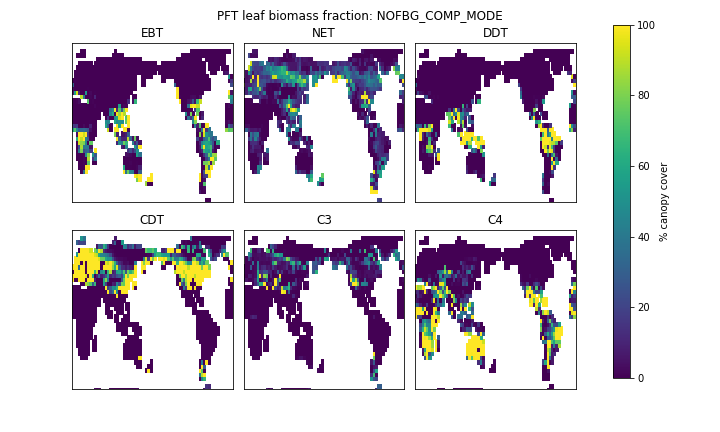 PFT leaf biomass fraction: NOFBG_COMP_MODE
EBT
NET
DDT
CDT
C3
C4
100
80
60
40
20
0
% canopy cover